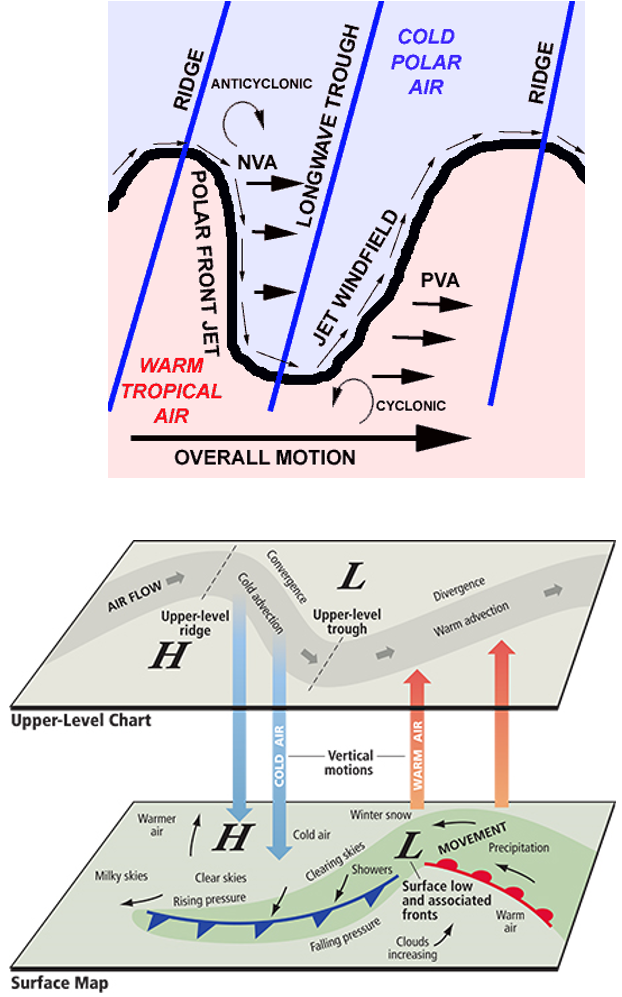 RIDGE
ANTICYCLONIC
LONGWAVE TROUGH
COLD
POLAR
AIR
RIDGE
NVA
POLAR FRONT JET
JET WINDFIELD
PVA
WARM
TROPICAL
AIR
CYCLONIC
OVERALL MOTION
AIR FLOW
Convergence
Cold advection
L
Divergence
Upper-level
ridge
Upper-level
trough
Warm advection
H
Upper-Level Chart
COLD AIR
Vertical
motions
WARM AIR
Warmer
air
H
Cold air
Winter snow
MOVEMENT
L
Precipitation
Clearing skies
Milky skies
Clear skies
Showers
Rising pressure
Surface low
and associated
fronts
Falling pressure
Warm
air
Clouds
increasing
Surface Map